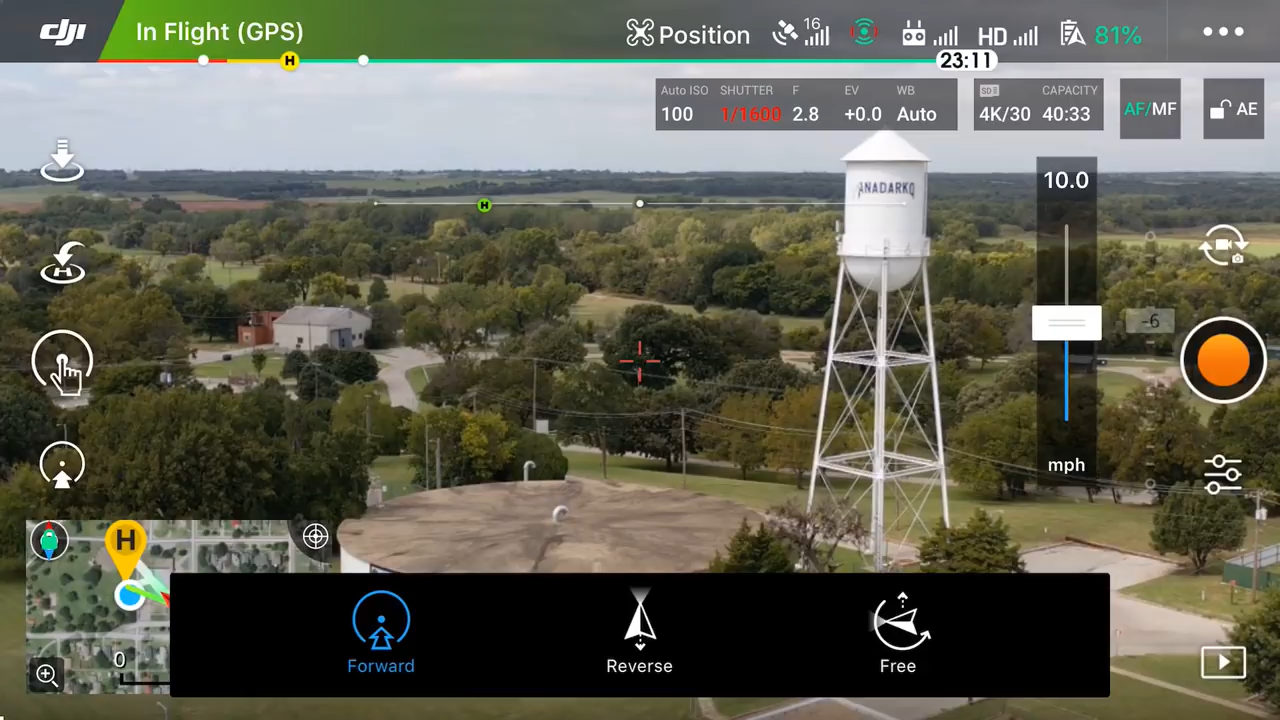 dji
In Flight (GPS)
Position
16
HD
81%
H
23:11
Auto ISO
100
SHUTTER
1/1600
F
2.8
EV
+0.0
WB
Auto
SD
4K/30
CAPACITY
40:33
AF/MF
AE
ANADARKO
10.0
H
-6
mph
H
0
Forward
Reverse
Free